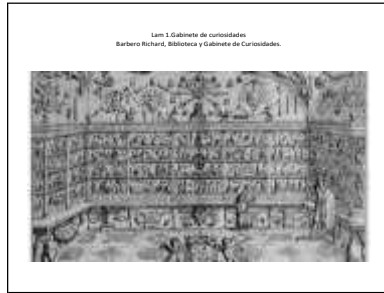 Lam 1.Gabinete de curiosidades
Barbero Richard, Biblioteca y Gabinete de Curiosidades.